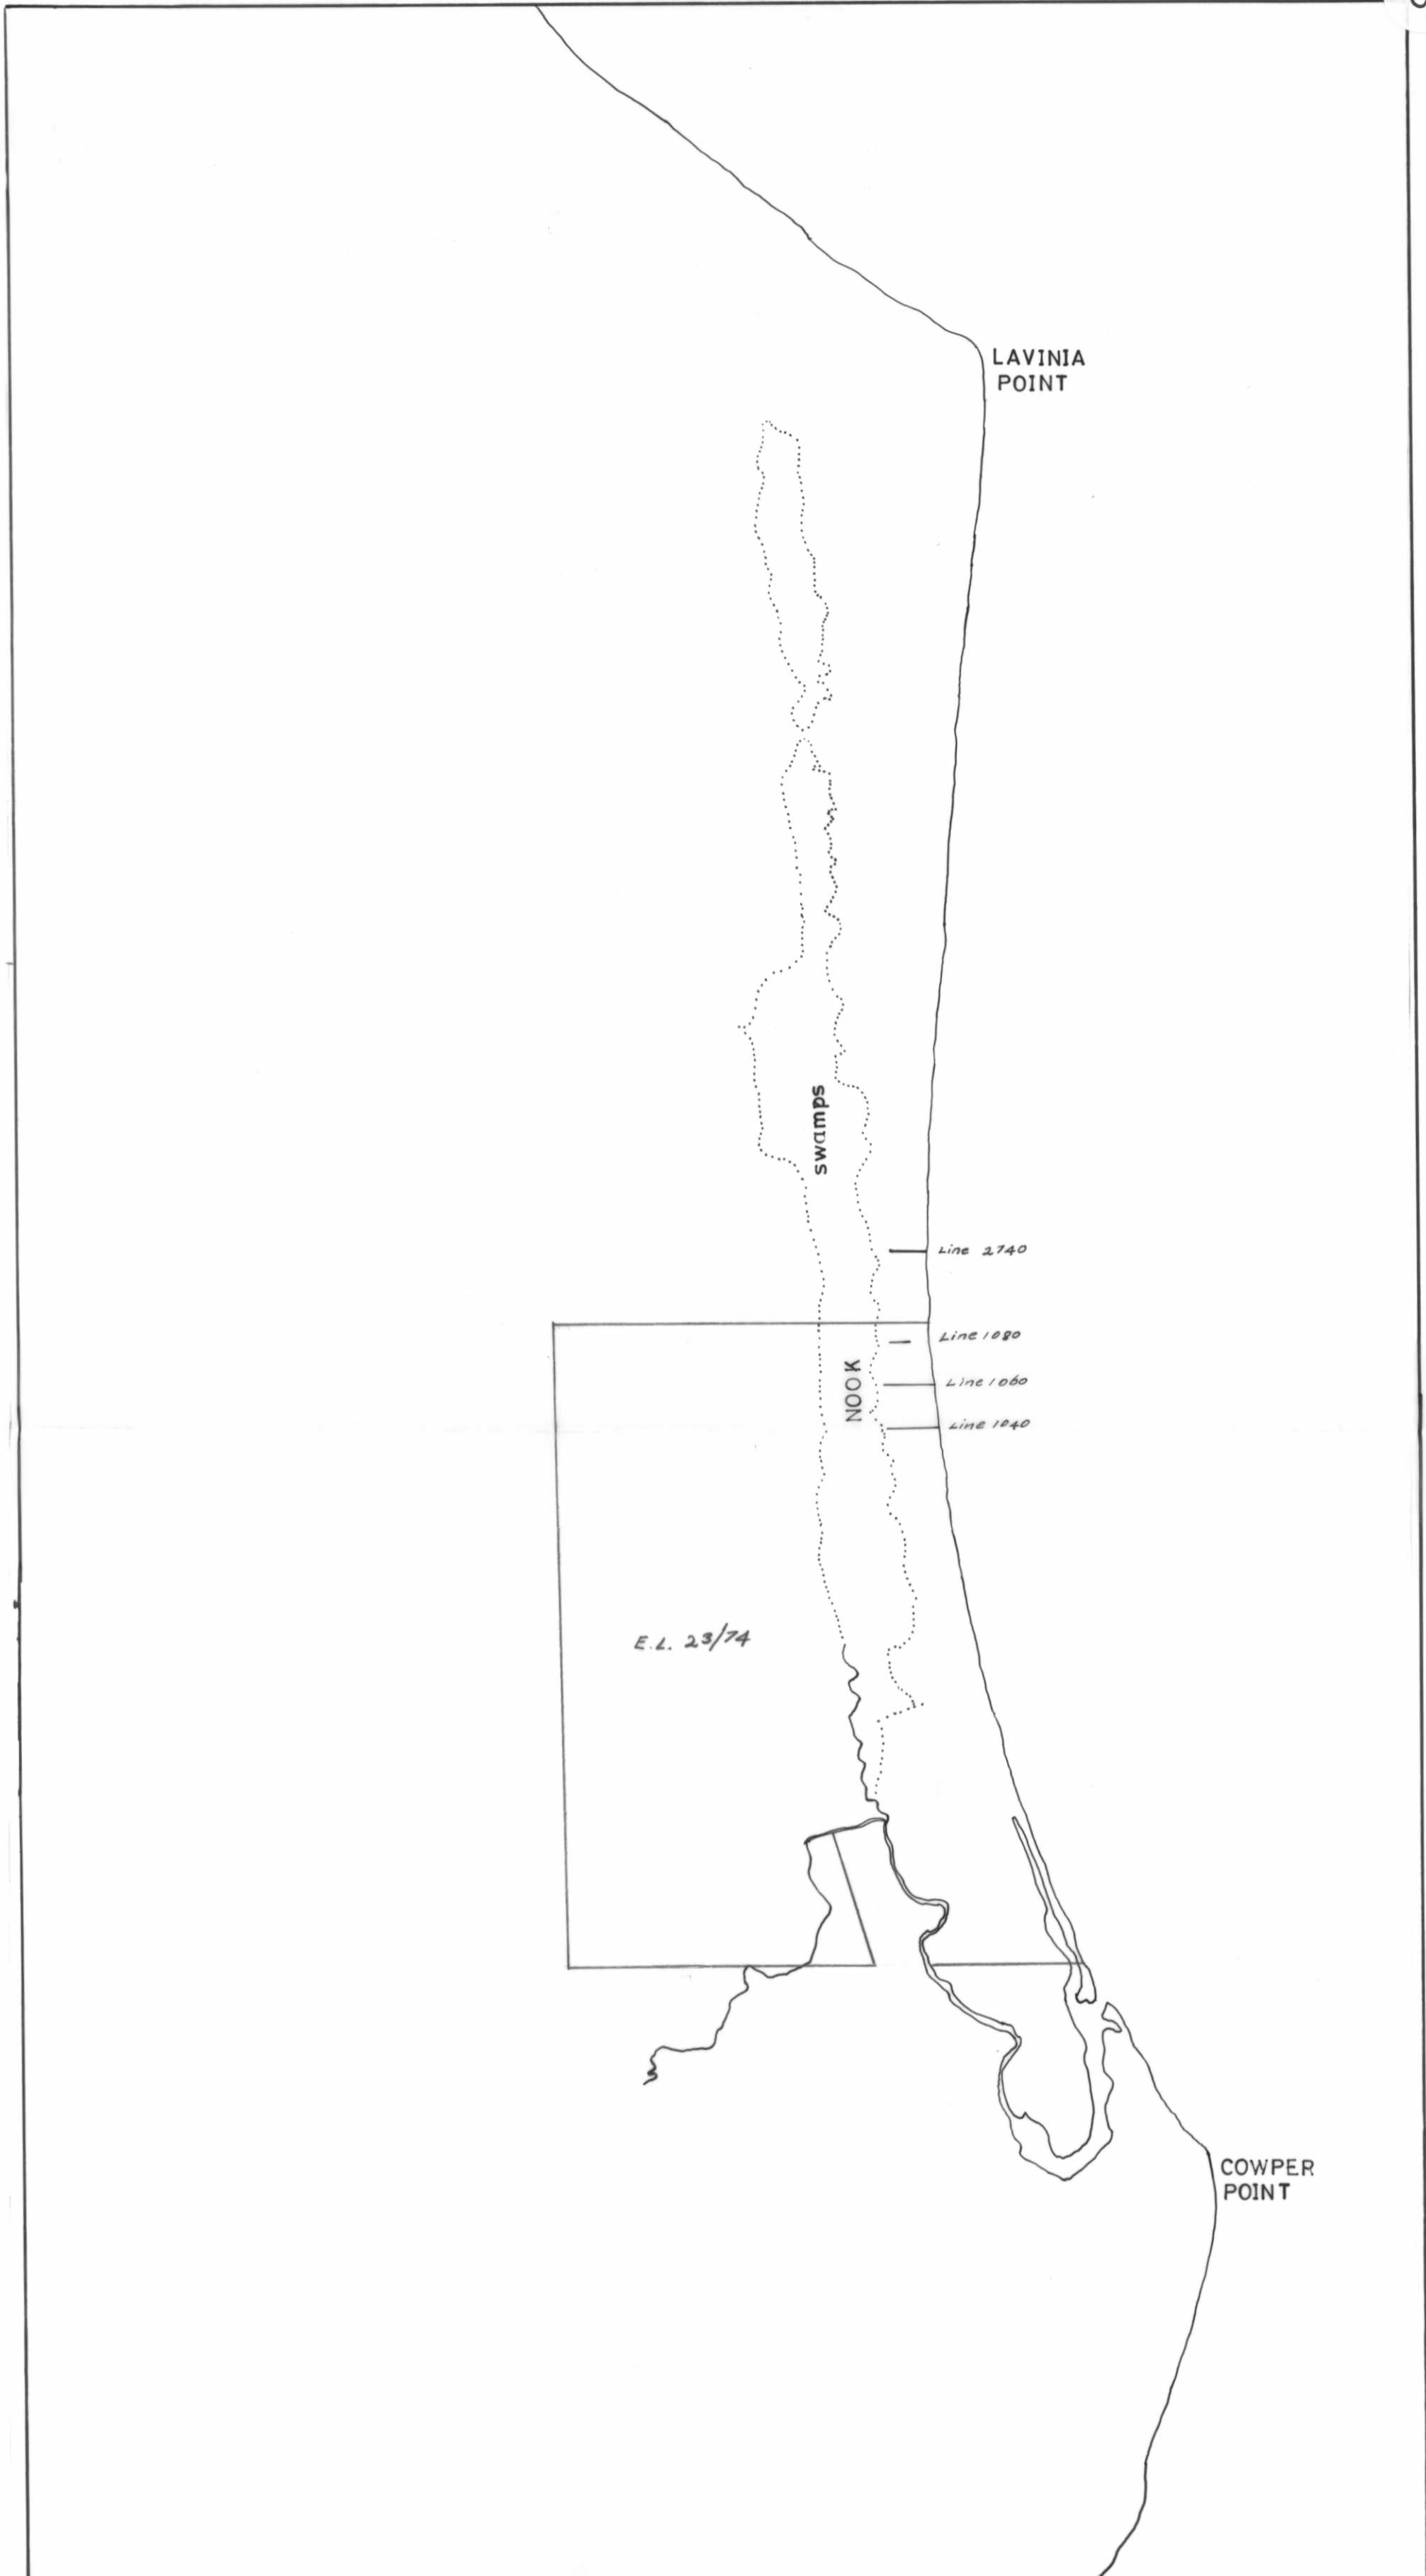 LAVINIA
POINT
swamps
Line 2740
Line 1080
NOOK
Line 1060
Line 1040
E.L. 23/74
COWPER
POINT